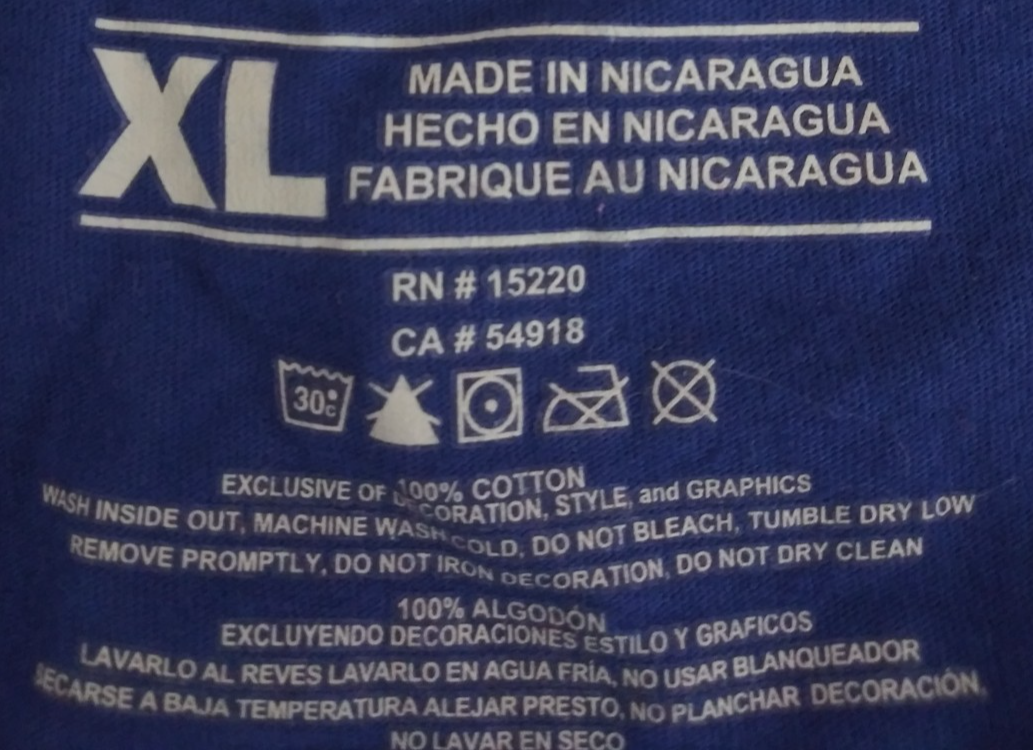 XL
MADE IN NICARAGUA
HECHO EN NICARAGUA
FABRIQUE AU NICARAGUA
RN # 15220
CA # 54918
30c
100% COTTON
EXCLUSIVE OF DECORATION, STYLE, and GRAPHICS
WASH INSIDE OUT, MACHINE WASH COLD, DO NOT BLEACH, TUMBLE DRY LOW
REMOVE PROMPTLY, DO NOT IRON DECORATION, DO NOT DRY CLEAN
100% ALGODÓN
EXCLUYENDO DECORACIONES ESTILO Y GRAFICOS
LAVARLO AL REVES LAVARLO EN AGUA FRÍA, NO USAR BLANQUEADOR
SECARSE A BAJA TEMPERATURA ALEJAR PRESTO, NO PLANCHAR DECORACIÓN,
NO LAVAR EN SECO